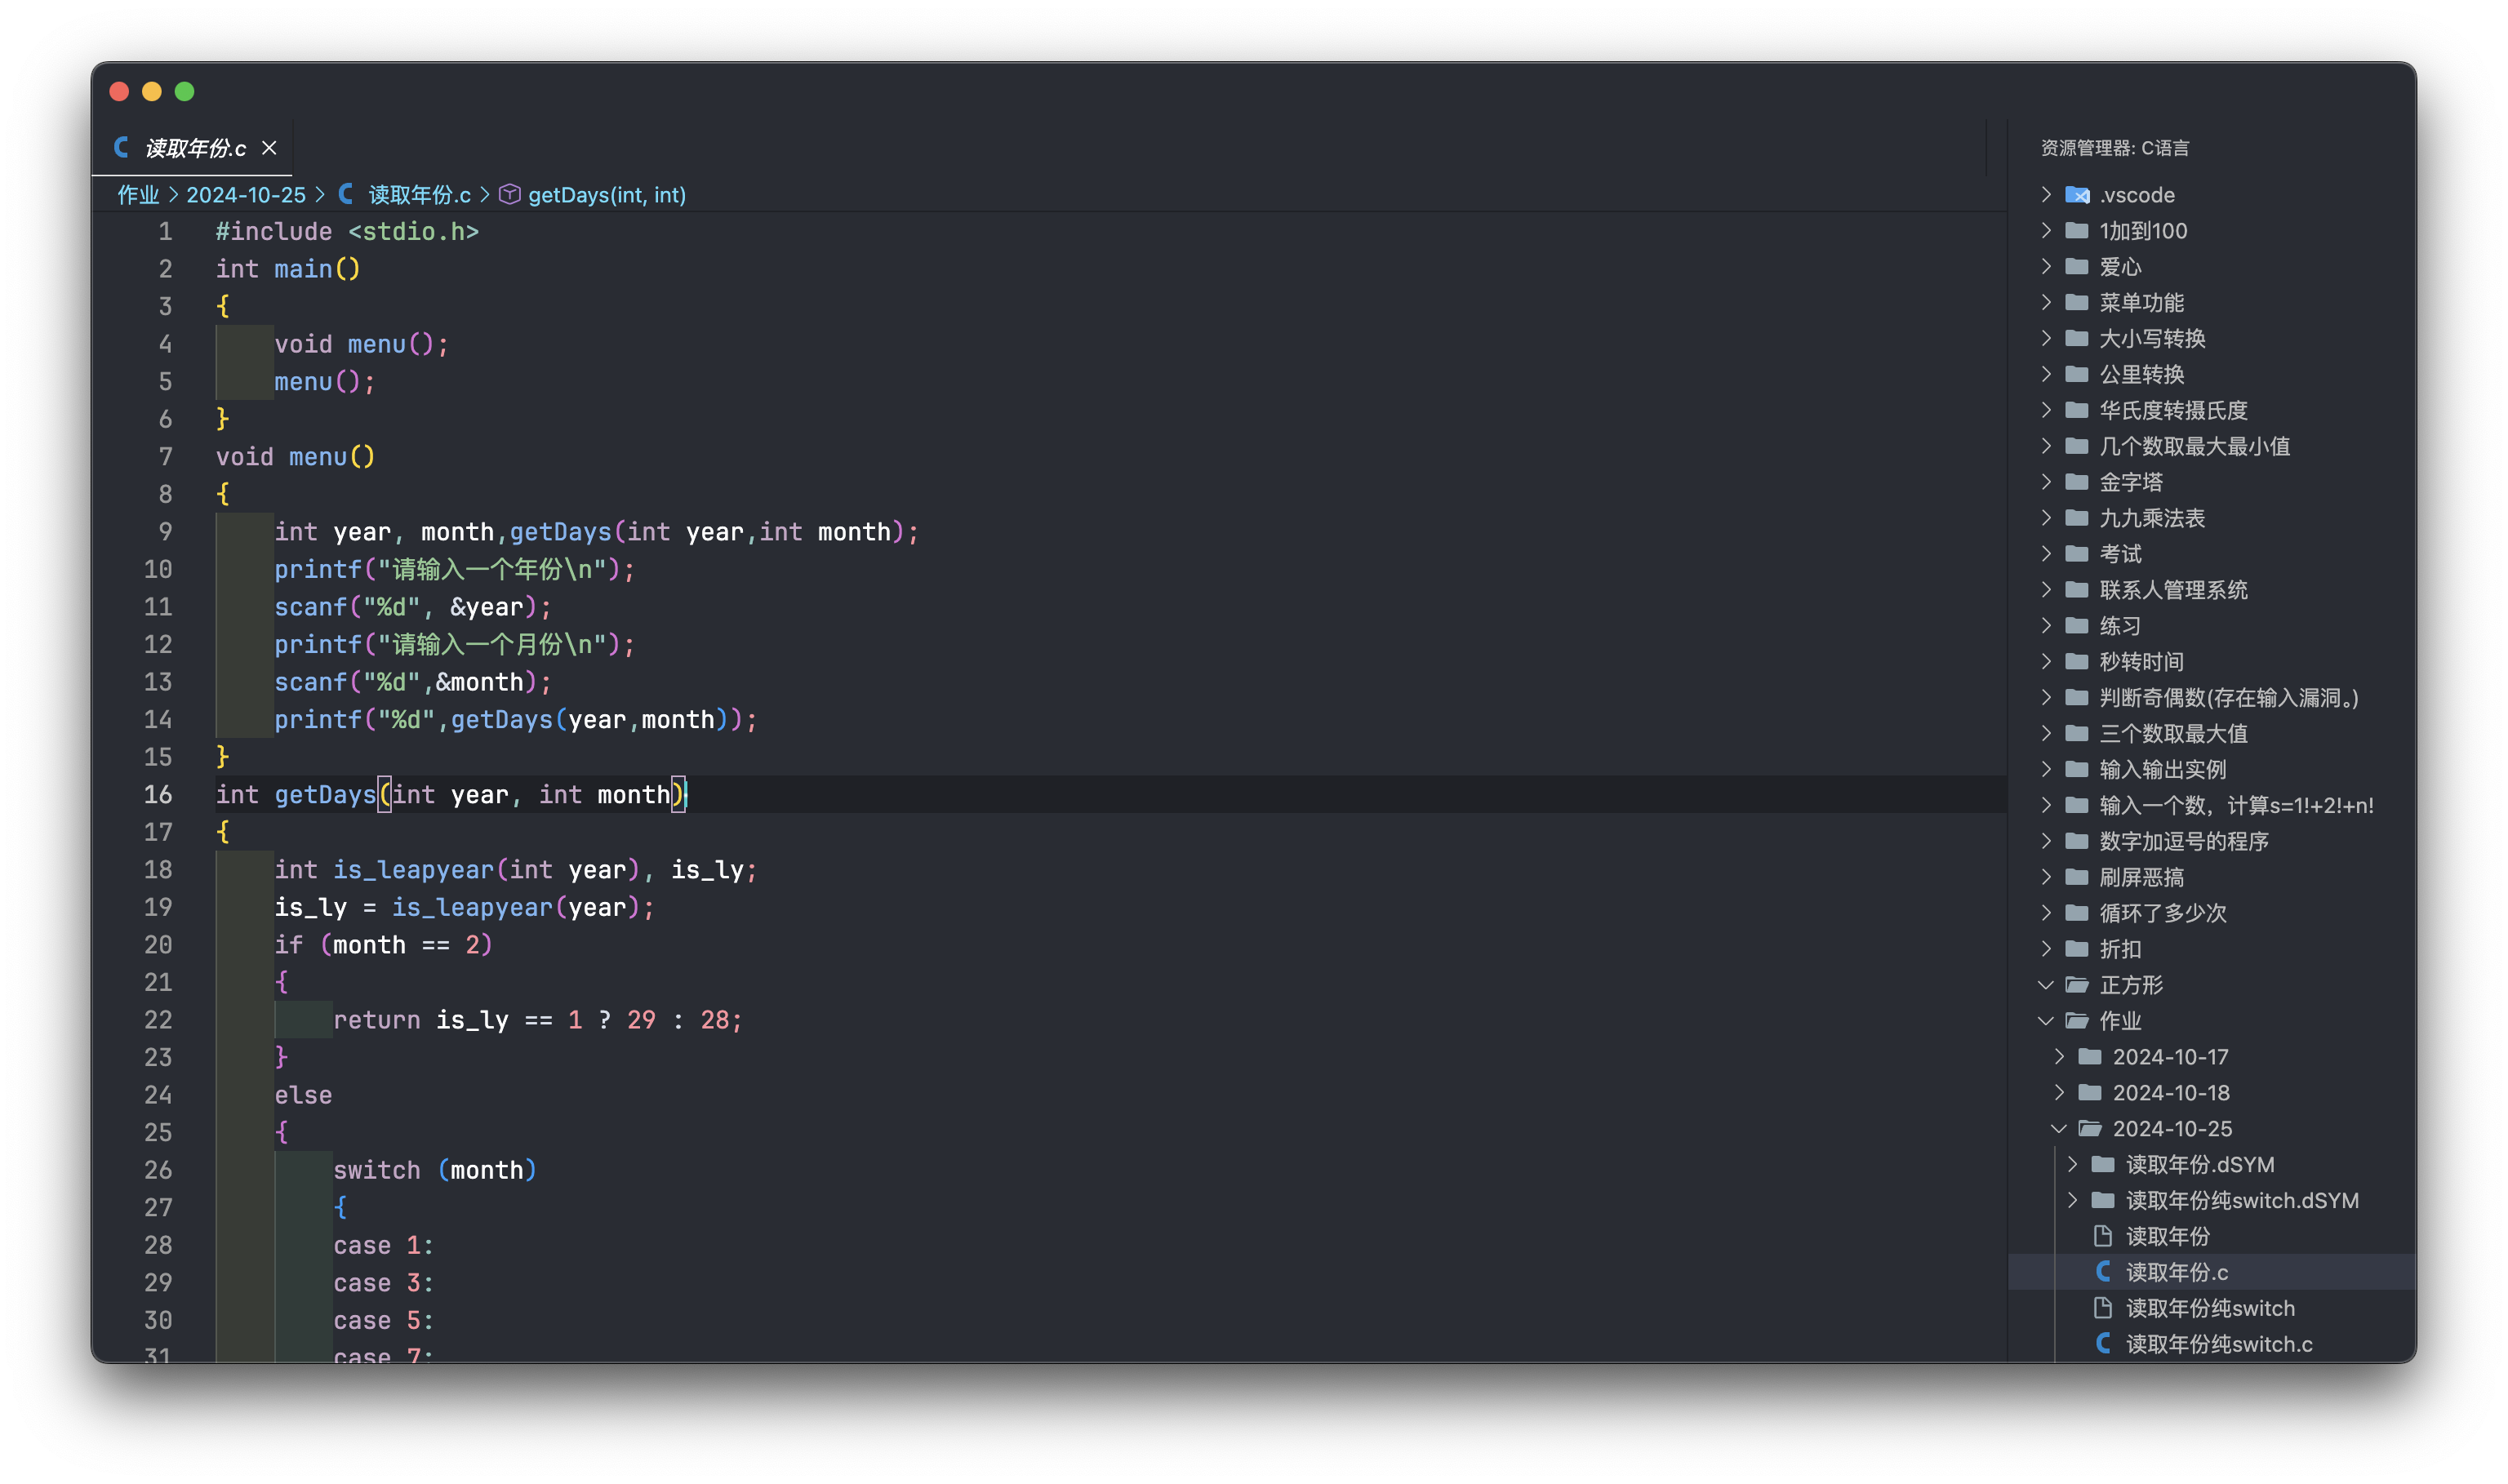 读取年份.c
作业 > 2024-10-25 > 读取年份.c > getDays(int, int)
1 #include <stdio.h>
2 int main()
3 {
4 void menu();
5 menu();
6 }
7 void menu()
8 {
9 int year, month,getDays(int year,int month);
10 printf("请输入一个年份\n");
11 scanf("%d", &year);
12 printf("请输入一个月份\n");
13 scanf("%d",&month);
14 printf("%d",getDays(year,month));
15 }
16 int getDays(int year, int month)
17 {
18 int is_leapyear(int year), is_ly;
19 is_ly = is_leapyear(year);
20 if (month == 2)
21 {
22 return is_ly == 1 ? 29 : 28;
23 }
24 else
25 {
26 switch (month)
27 {
28 case 1:
29 case 3:
30 case 5:
31 case 7:
资源管理器: C语言
.vscode
1加到100
爱心
菜单功能
大小写转换
公里转换
华氏度转摄氏度
几个数取最大最小值
金字塔
九九乘法表
考试
联系人管理系统
练习
秒转时间
判断奇偶数(存在输入漏洞。)
三个数取最大值
输入输出实例
输入一个数，计算s=1!+2!+n!
数字加逗号的程序
刷屏恶搞
循环了多少次
折扣
正方形
作业
2024-10-17
2024-10-18
2024-10-25
读取年份.dSYM
读取年份纯switch.dSYM
读取年份
读取年份.c
读取年份纯switch
读取年份纯switch.c